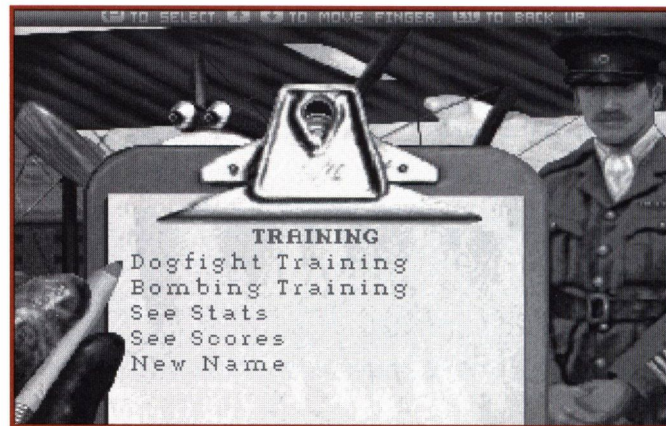 TO SELECT. TO MOVE FINGER. ESC TO BACK UP.
TRAINING
Dogfight Training
Bombing Training
See Stats
See Scores
New Name